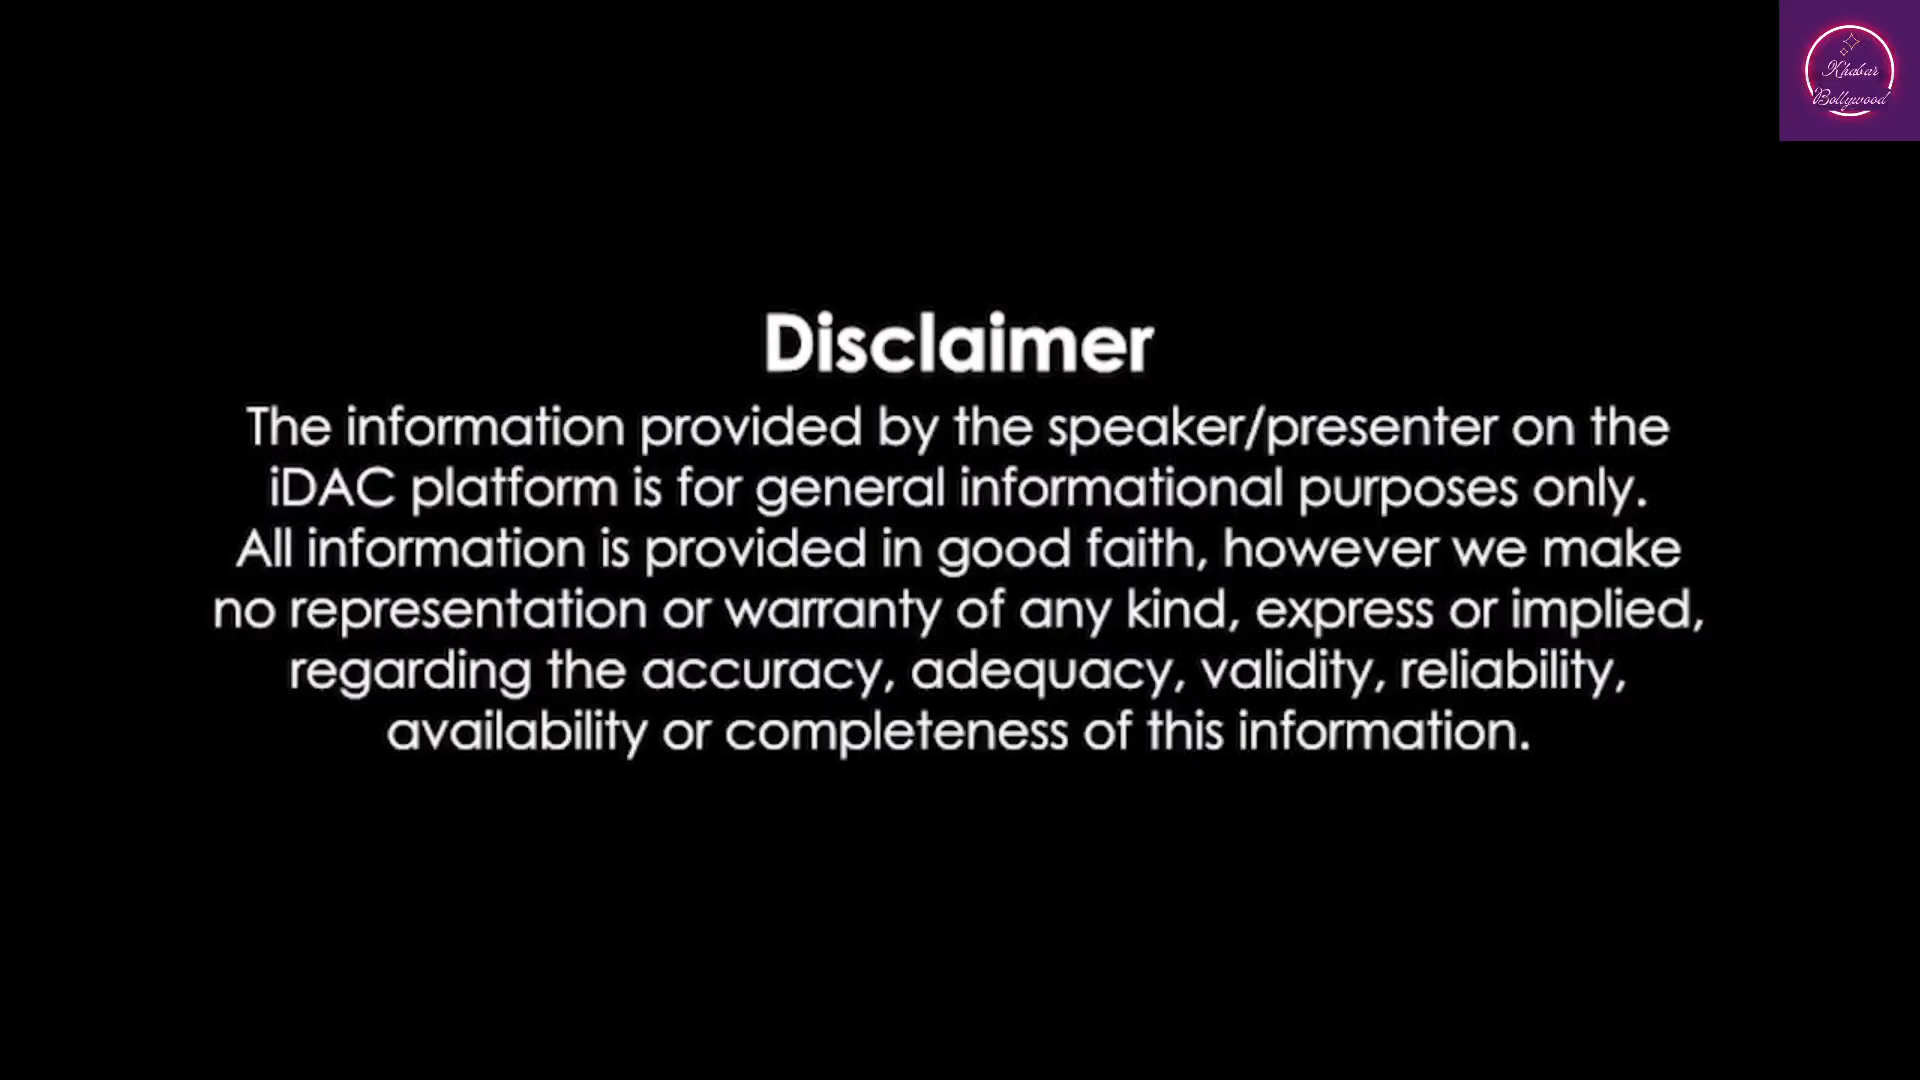 Khabar
Bollywood
Disclaimer
The information provided by the speaker/presenter on the
iDAC platform is for general informational purposes only.
All information is provided in good faith, however we make
no representation or warranty of any kind, express or implied,
regarding the accuracy, adequacy, validity, reliability,
availability or completeness of this information.